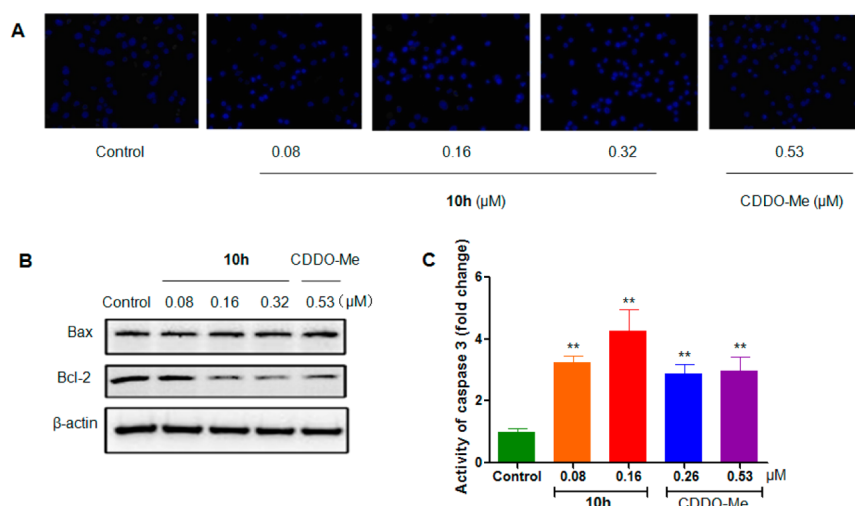 A
Control
0.08
0.16
0.32
0.53
10h (μM)
CDDO-Me (μM)
B
10h
CDDO-Me
Control 0.08 0.16 0.32 0.53 (μM)
Bax
Bcl-2
β-actin
C
Activity of caspase 3 (fold change)
6
4
2
0
**
**
**
**
Control 0.08 0.16 0.26 0.53 μM
10h CDDO-Me